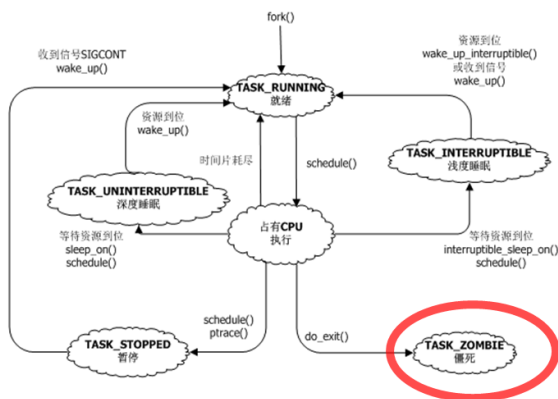 fork()
收到信号SIGCONT
wake_up()
资源到位
wake_up_interruptible()
或收到信号
wake_up()
TASK_RUNNING
就绪
资源到位
wake_up()
时间片耗尽
schedule()
TASK_INTERRUPTIBLE
浅度睡眠
TASK_UNINTERRUPTIBLE
深度睡眠
占有CPU
执行
等待资源到位
sleep_on()
schedule()
等待资源到位
interruptible_sleep_on()
schedule()
schedule()
ptrace()
do_exit()
TASK_STOPPED
暂停
TASK_ZOMBIE
僵死